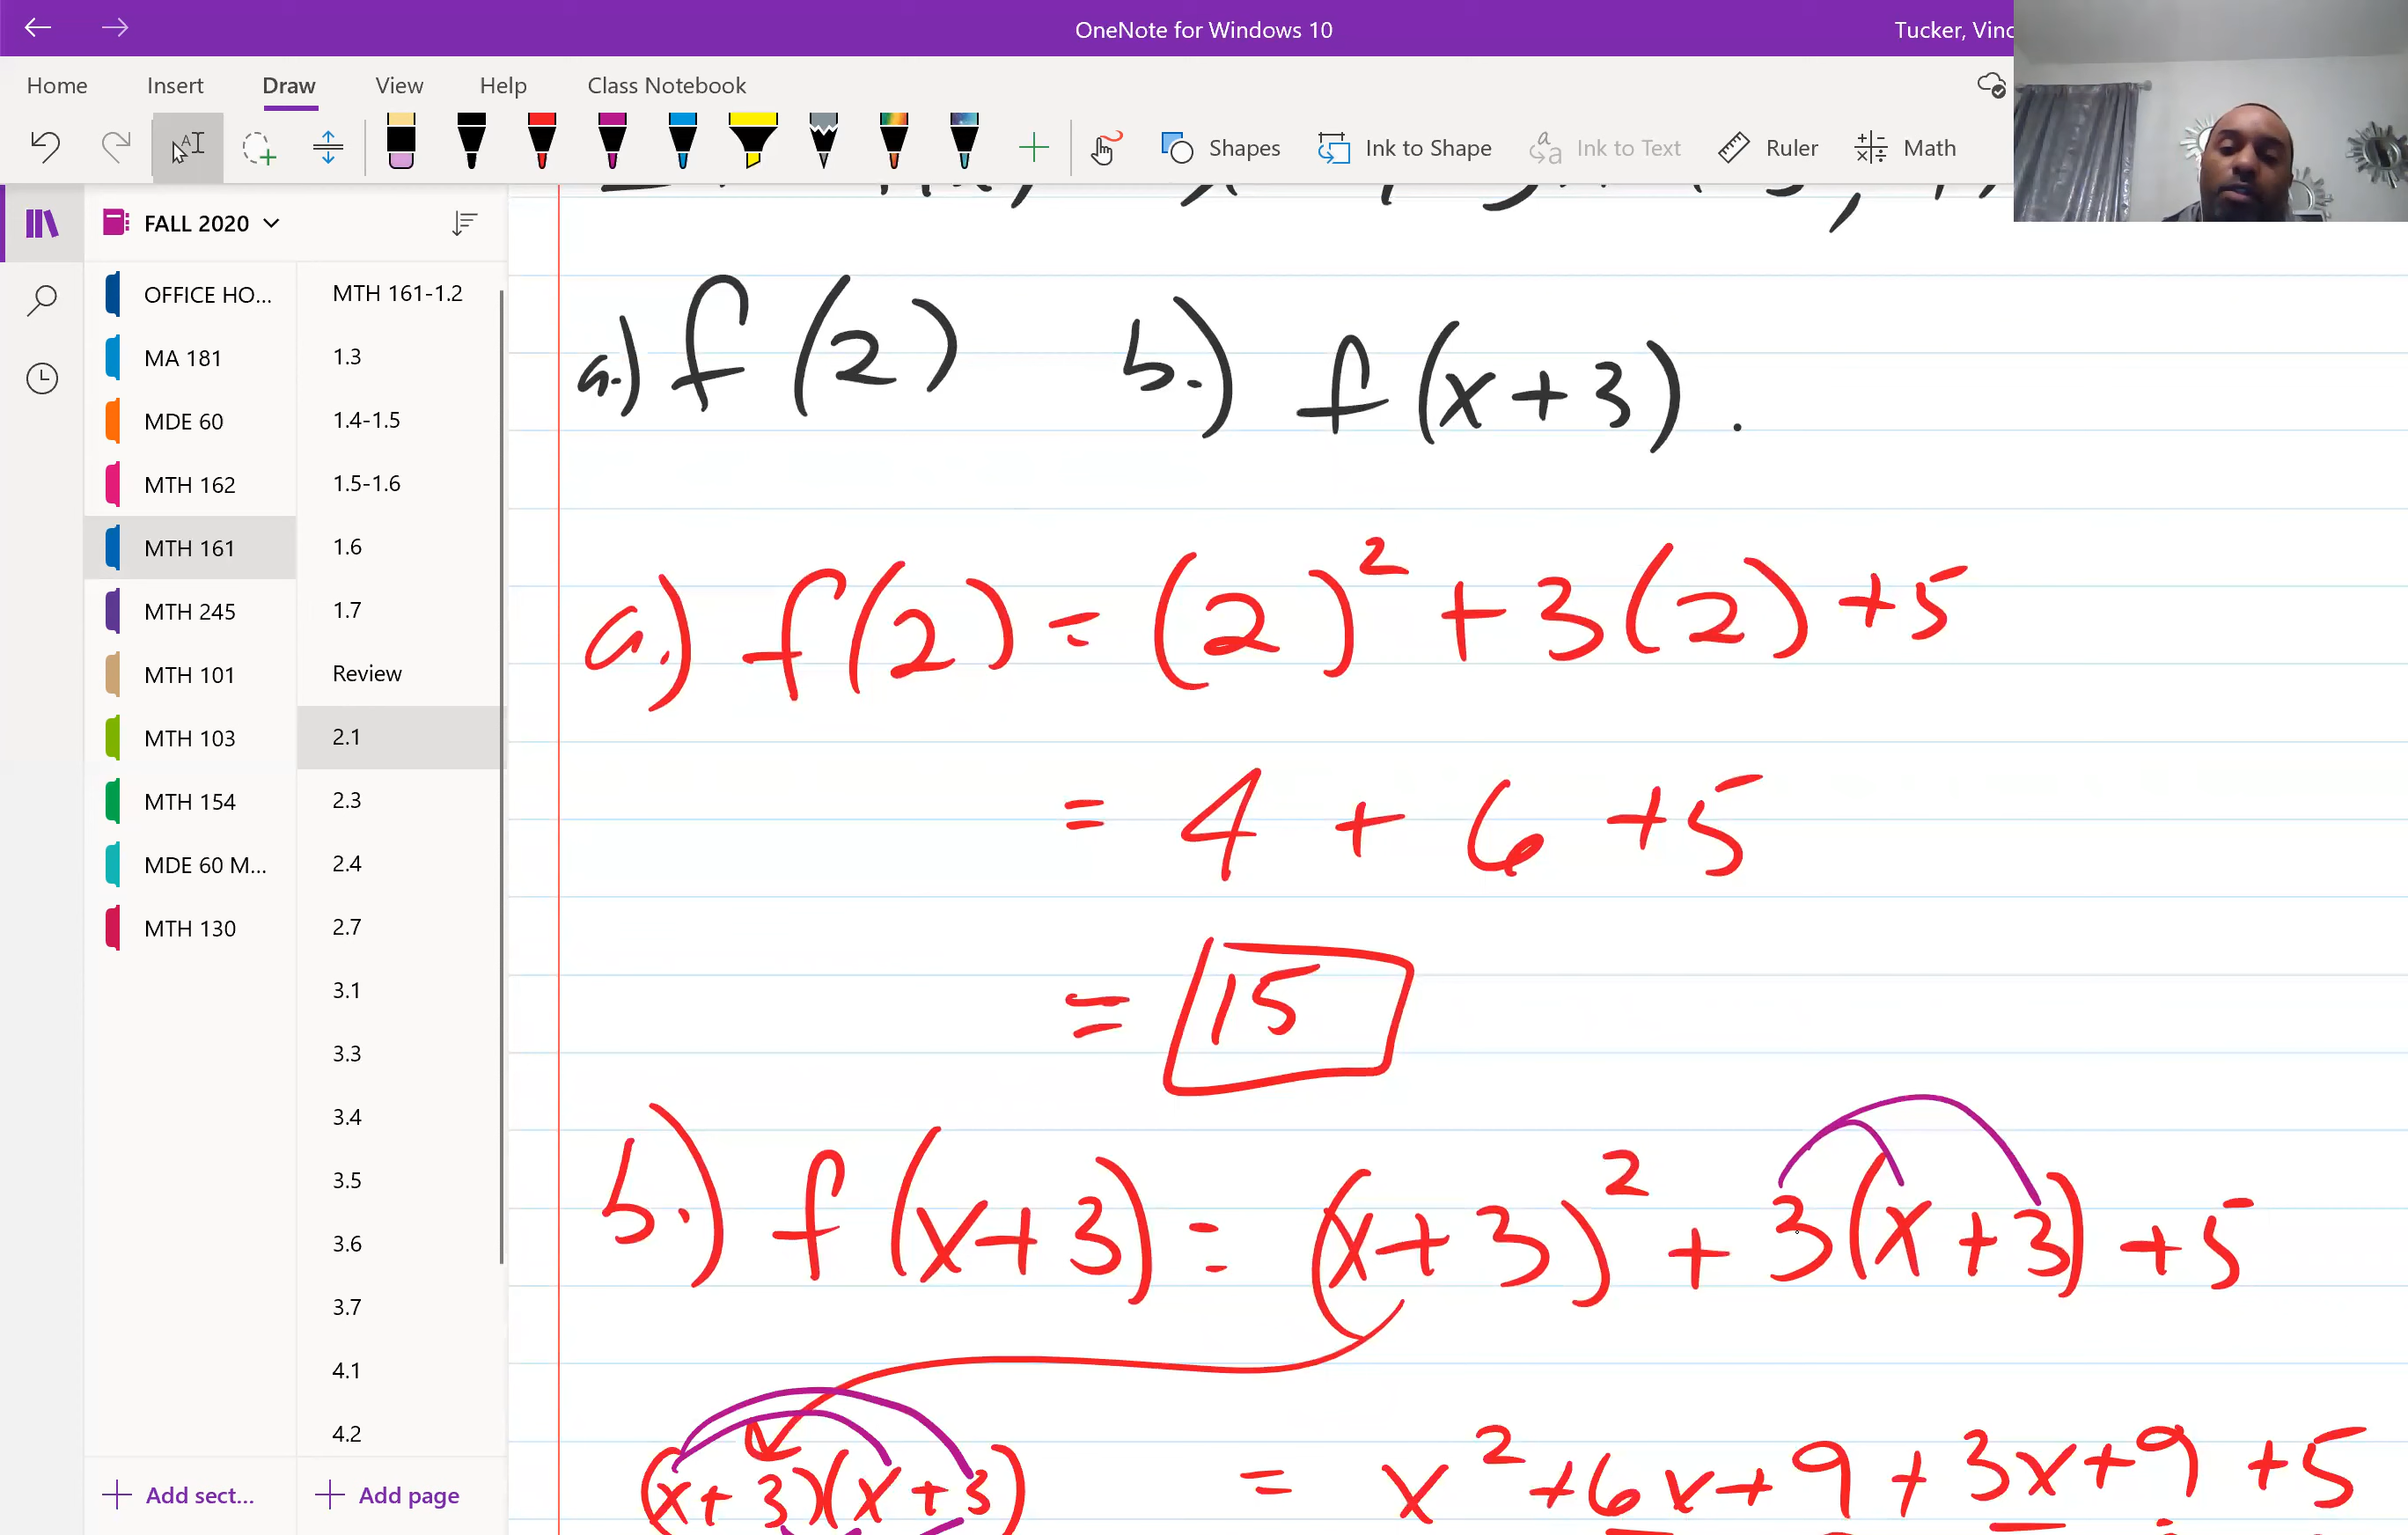 OneNote for Windows 10
Tucker, Vinc
Home Insert Draw View Help Class Notebook
Shapes Ink to Shape Ink to Text Ruler Math
FALL 2020
OFFICE HO...
MA 181
MDE 60
MTH 162
MTH 161
MTH 245
MTH 101
MTH 103
MTH 154
MDE 60 M...
MTH 130
Add sect...
MTH 161-1.2
1.3
1.4-1.5
1.5-1.6
1.6
1.7
Review
2.1
2.3
2.4
2.7
3.1
3.3
3.4
3.5
3.6
3.7
4.1
4.2
Add page
a.) f(2) b.) f(x+3).
a.) f(2) = (2)² + 3(2) + 5
= 4 + 6 + 5
= 15
b.) f(x+3) = (x+3)² + 3(x+3) + 5
(x+3)(x+3) = x² + 6x + 9 + 3x + 9 + 5